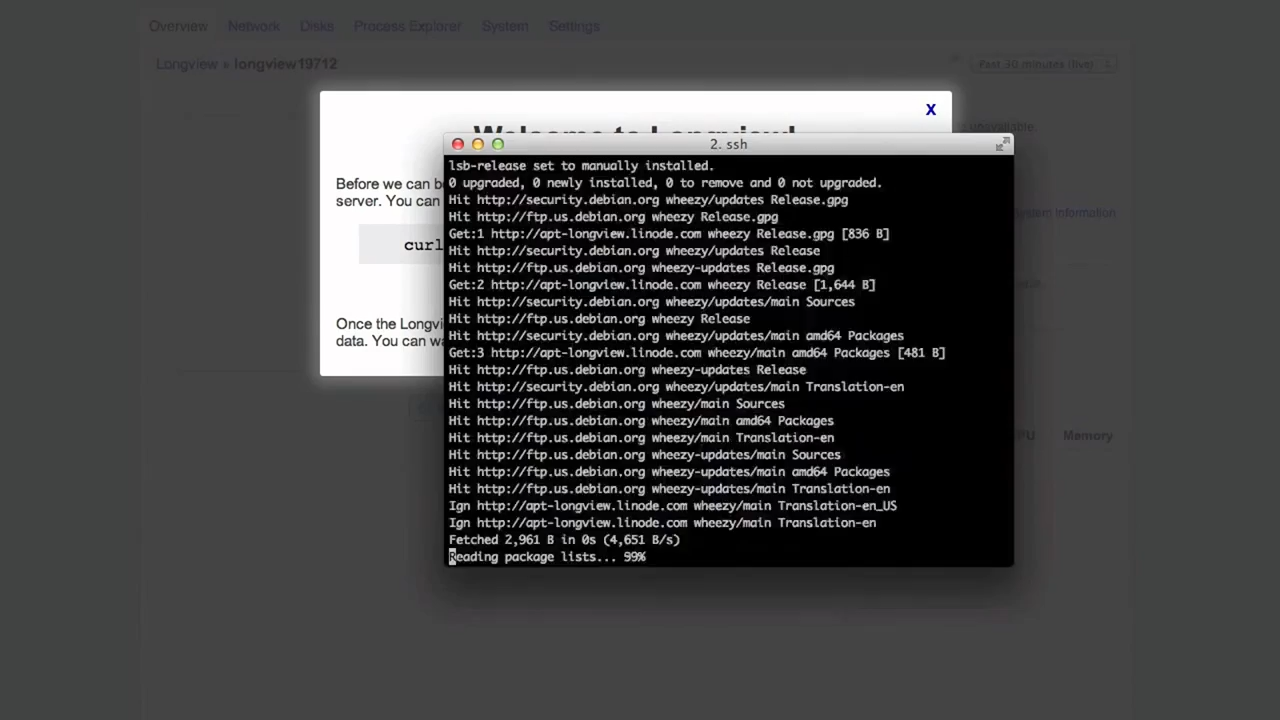 Overview Network Disks Process Explorer System Settings
Longview » longview19712
Past 30 minutes (live)
X
Welcome to Longview!
unavailable.
Before we can be
server. You can
curl
Once the Longvi
data. You can wa
System Information
PU Memory
2. ssh
lsb-release set to manually installed.
0 upgraded, 0 newly installed, 0 to remove and 0 not upgraded.
Hit http://security.debian.org wheezy/updates Release.gpg
Hit http://ftp.us.debian.org wheezy Release.gpg
Get:1 http://apt-longview.linode.com wheezy Release.gpg [836 B]
Hit http://security.debian.org wheezy/updates Release
Hit http://ftp.us.debian.org wheezy-updates Release.gpg
Get:2 http://apt-longview.linode.com wheezy Release [1,644 B]
Hit http://security.debian.org wheezy/updates/main Sources
Hit http://ftp.us.debian.org wheezy Release
Hit http://security.debian.org wheezy/updates/main amd64 Packages
Get:3 http://apt-longview.linode.com wheezy/main amd64 Packages [481 B]
Hit http://ftp.us.debian.org wheezy-updates Release
Hit http://security.debian.org wheezy/updates/main Translation-en
Hit http://ftp.us.debian.org wheezy/main Sources
Hit http://ftp.us.debian.org wheezy/main amd64 Packages
Hit http://ftp.us.debian.org wheezy/main Translation-en
Hit http://ftp.us.debian.org wheezy-updates/main Sources
Hit http://ftp.us.debian.org wheezy-updates/main amd64 Packages
Hit http://ftp.us.debian.org wheezy-updates/main Translation-en
Ign http://apt-longview.linode.com wheezy/main Translation-en_US
Ign http://apt-longview.linode.com wheezy/main Translation-en
Fetched 2,961 B in 0s (4,651 B/s)
Reading package lists... 99%